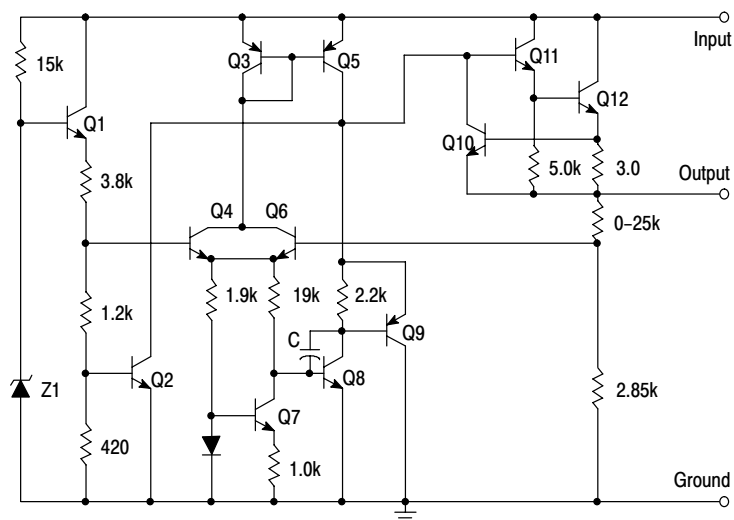 Input
15k
Q3
Q5
Q11
Q12
Q1
Q10
3.8k
5.0k
3.0
Output
Q4
Q6
0–25k
1.2k
1.9k
19k
2.2k
C
Q9
Z1
Q2
Q8
2.85k
Q7
420
1.0k
Ground